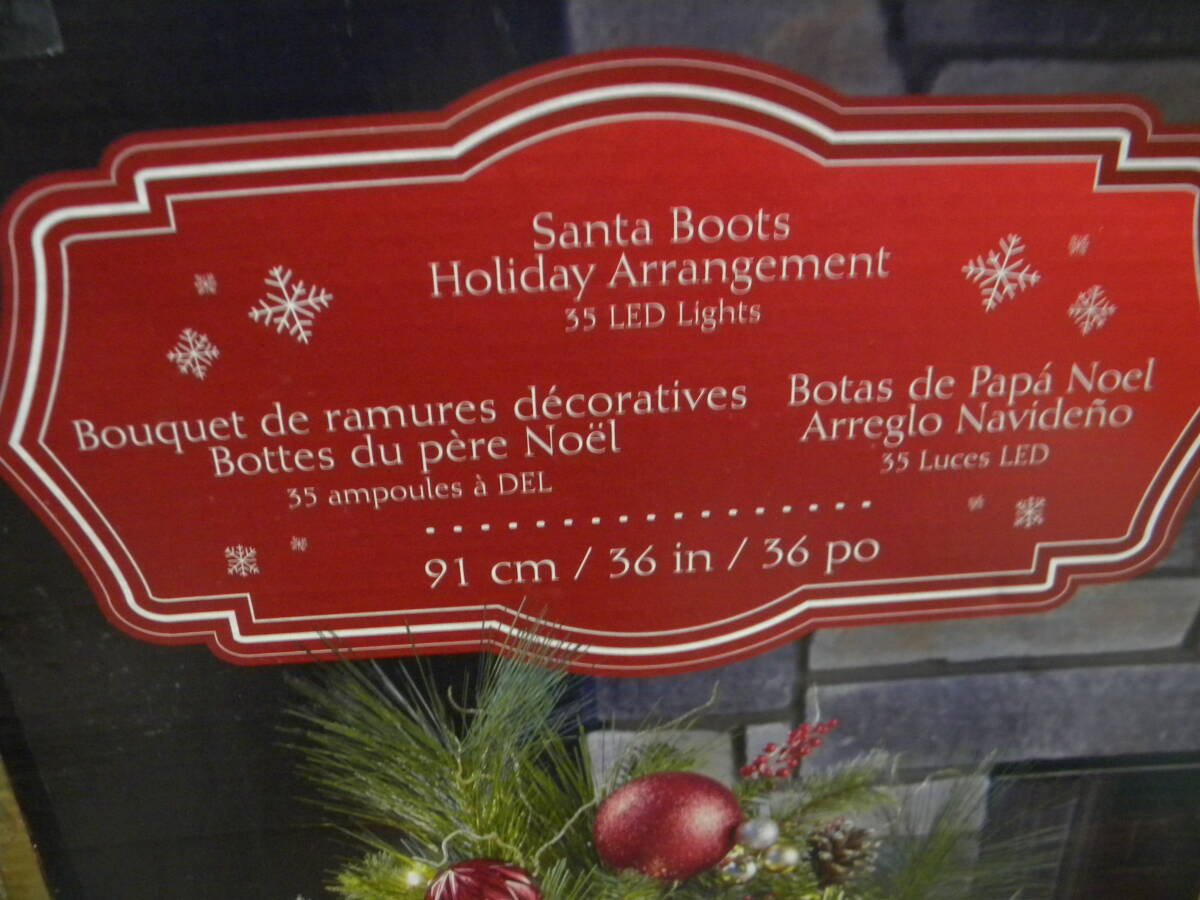 Santa Boots
Holiday Arrangement
35 LED Lights
Bouquet de ramures décoratives
Bottes du père Noël
35 ampoules à DEL
Botas de Papá Noel
Arreglo Navideño
35 Luces LED
91 cm / 36 in / 36 po